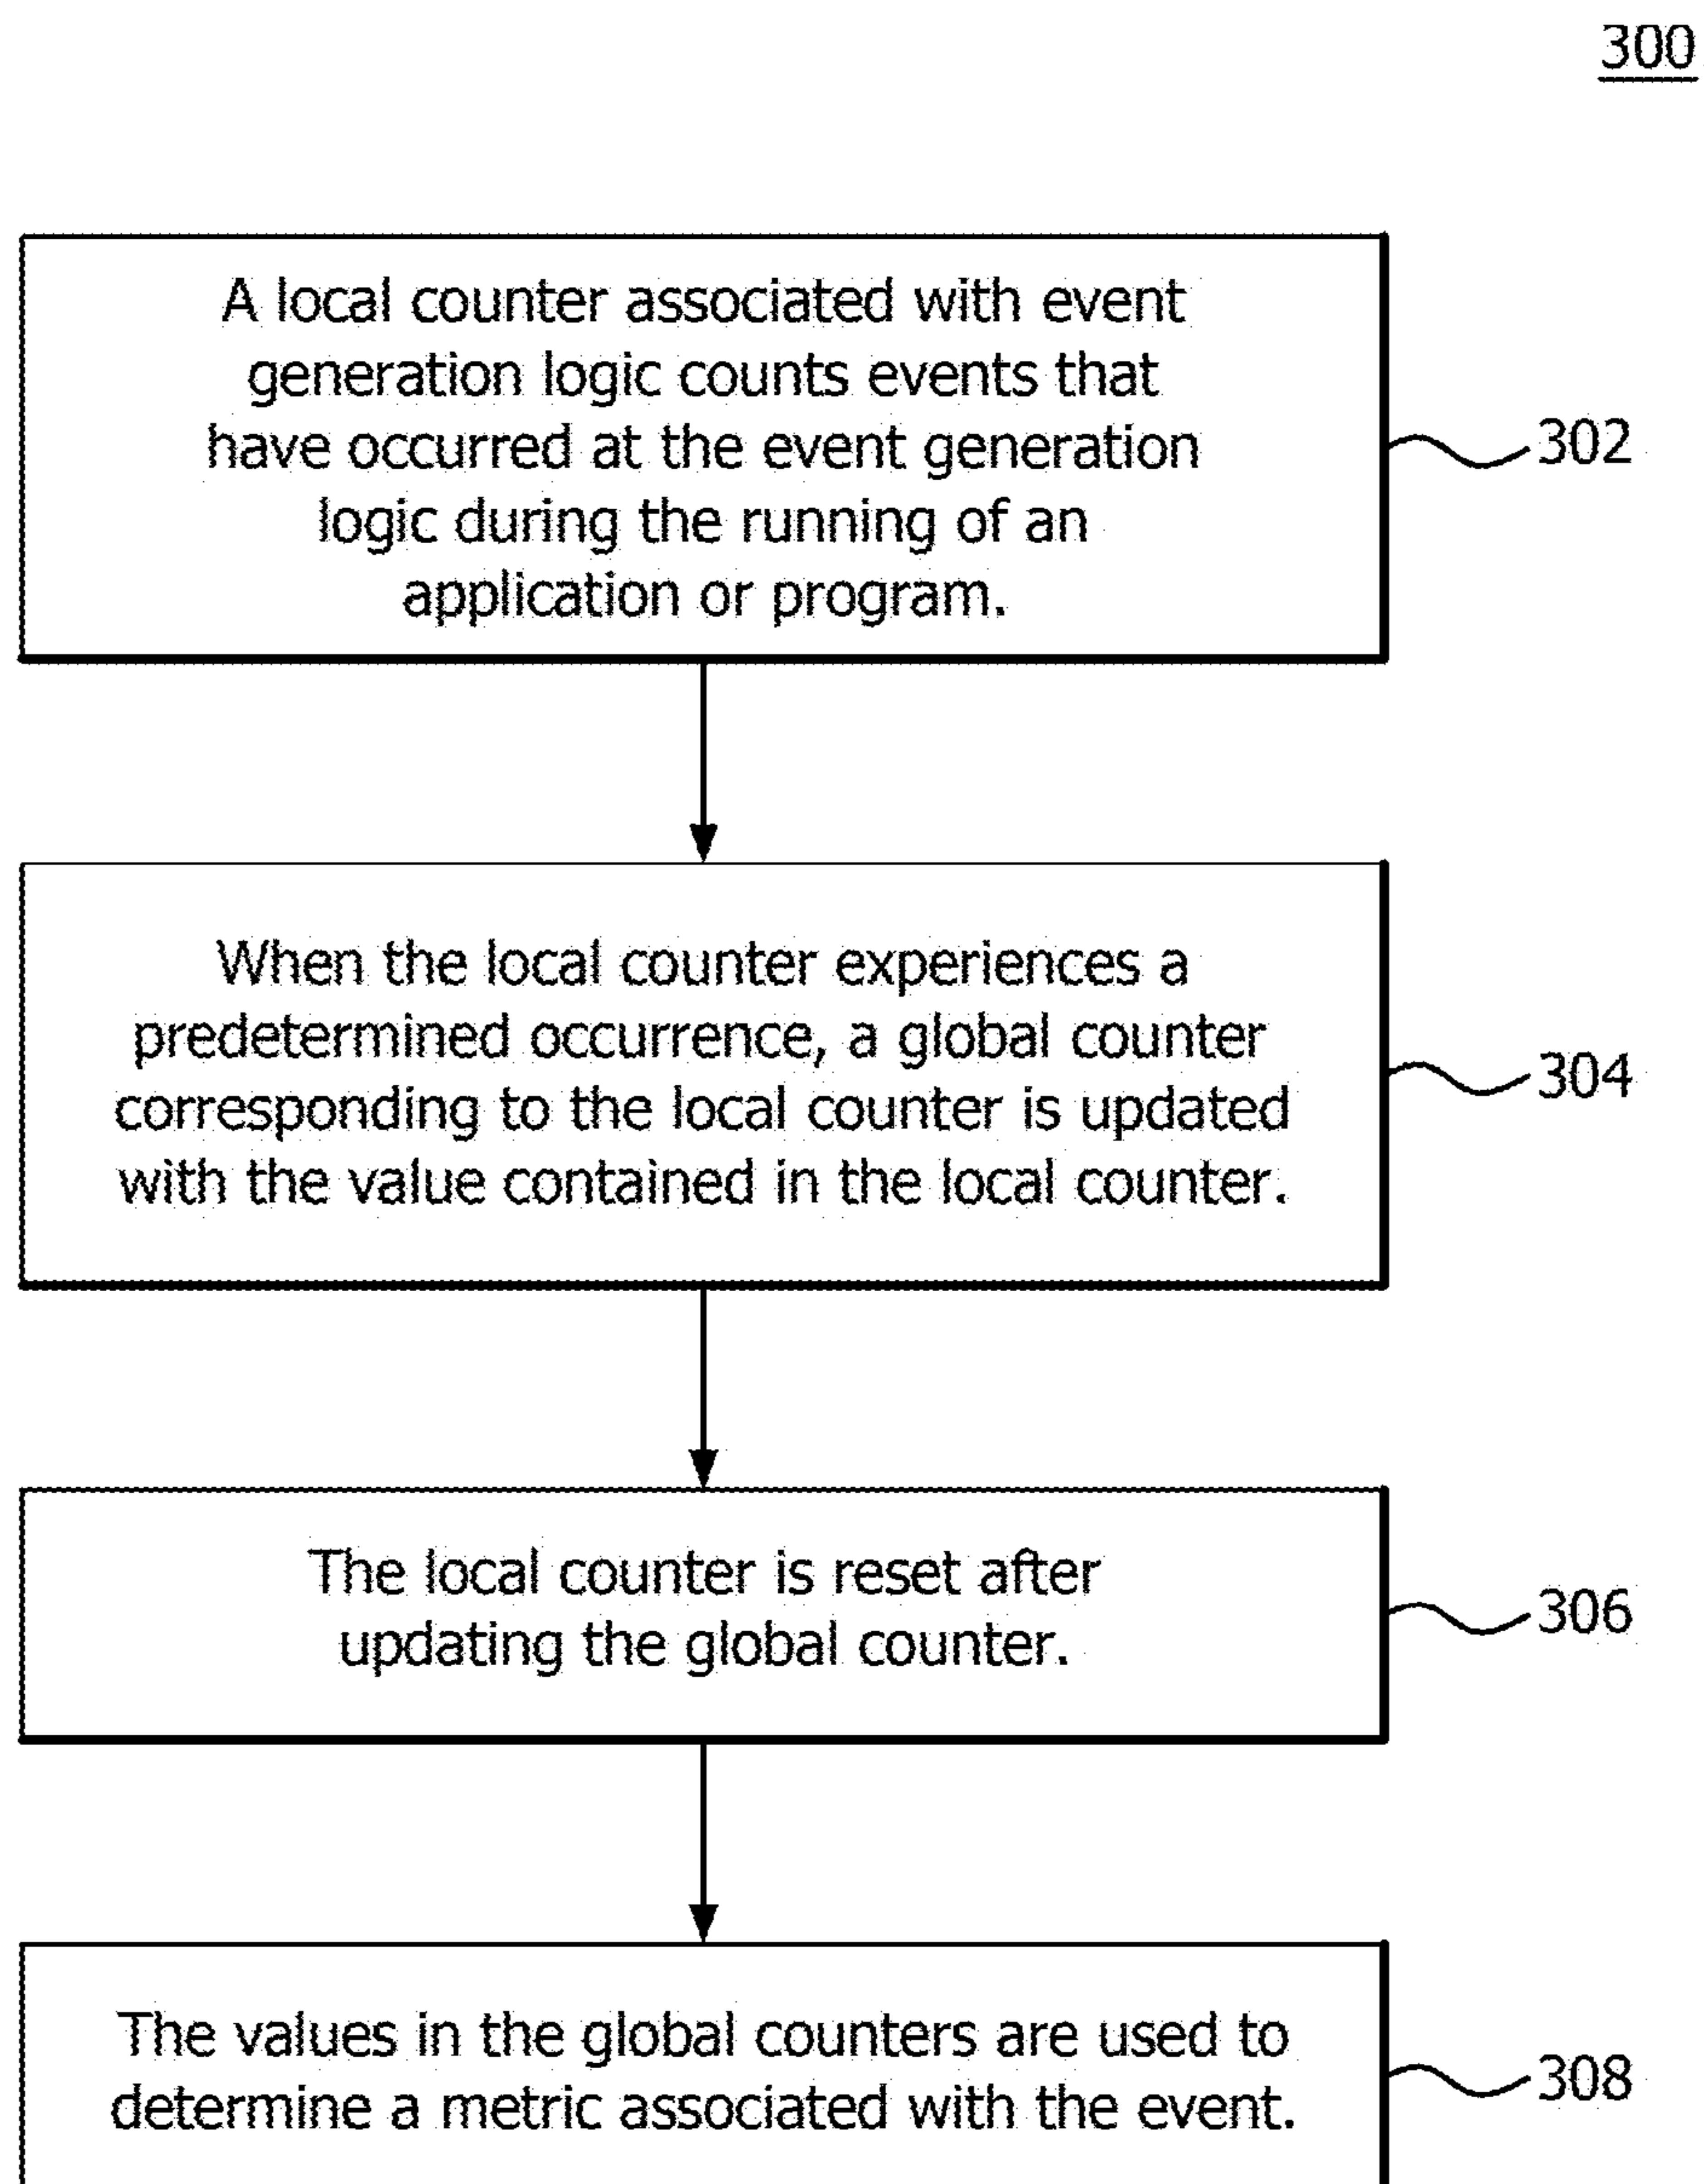 300
A local counter associated with event
generation logic counts events that
have occurred at the event generation
logic during the running of an
application or program.
302
When the local counter experiences a
predetermined occurrence, a global counter
corresponding to the local counter is updated
with the value contained in the local counter.
304
The local counter is reset after
updating the global counter.
306
The values in the global counters are used to
determine a metric associated with the event.
308